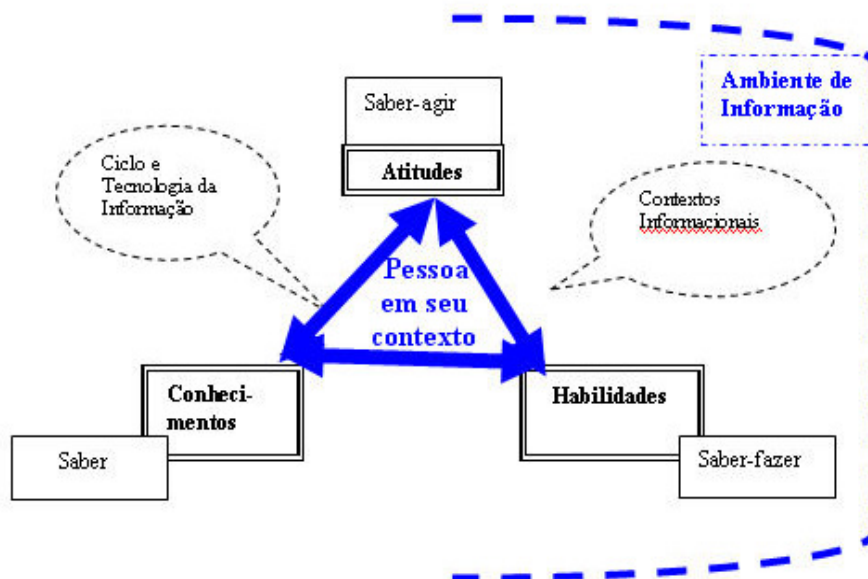 Ambiente de
Informação
Saber-agir
Atitudes
Ciclo e
Tecnologia da
Informação
Contextos
Informacionais
Pessoa
em seu
contexto
Conheci-
mentos
Saber
Habilidades
Saber-fazer